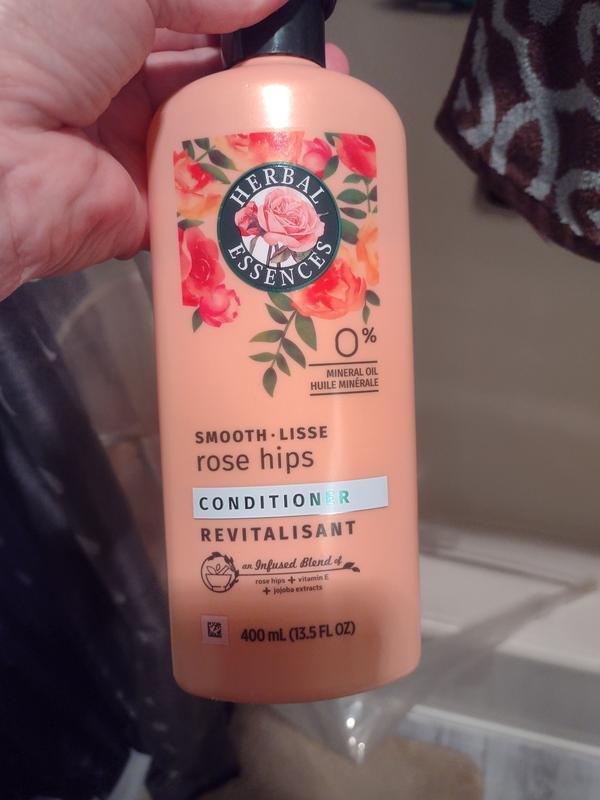 HERBAL
ESSENCES
0%
MINERAL OIL
HUILE MINÉRALE
SMOOTH·LISSE
rose hips
CONDITIONER
REVITALISANT
an Infused Blend of
rose hips + vitamin E
+ jojoba extracts
400 mL (13.5 FL OZ)